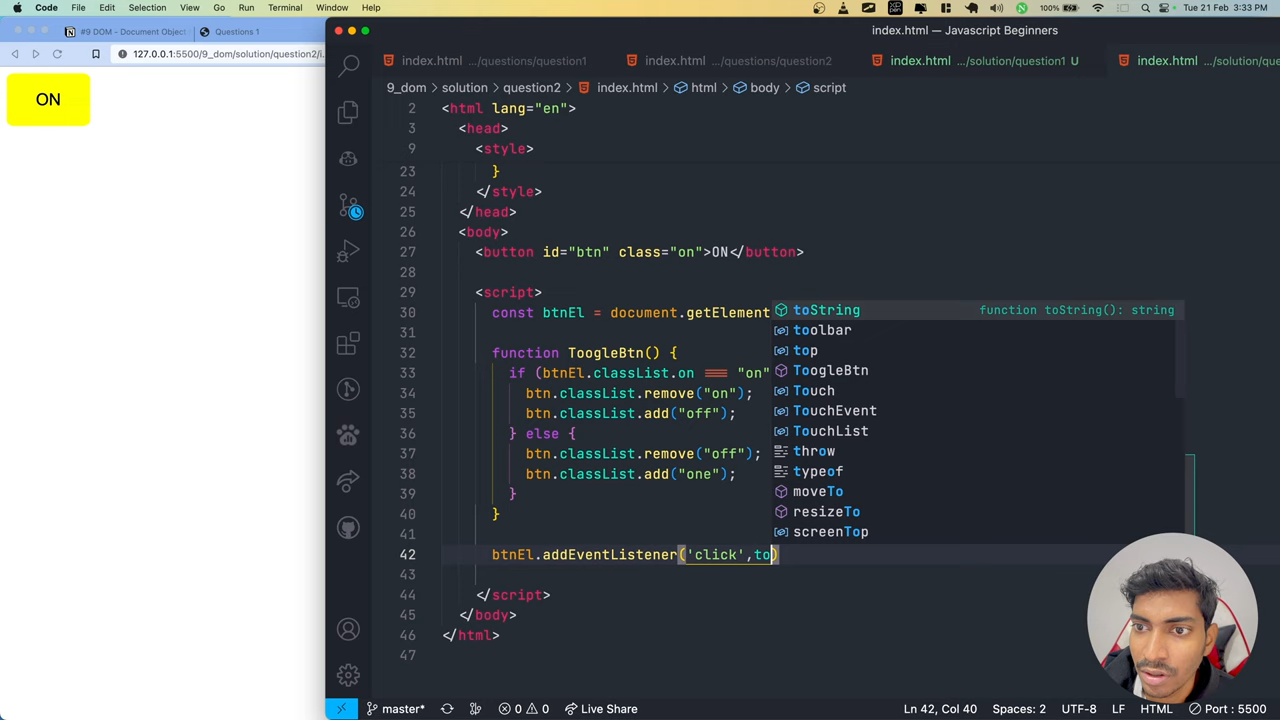 Code File Edit Selection View Go Run Terminal Window Help 100% Tue 21 Feb 3:33 PM
#9 DOM - Document Object
Questions 1
index.html — Javascript Beginners
127.0.0.1:5500/9_dom/solution/question2/i...
index.html .../questions/question1
index.html .../questions/question2
index.html .../solution/question1 U
index.html .../solution/que
9_dom > solution > question2 > index.html > html > body > script
ON
2 <html lang="en">
3 <head>
9 <style>
23 }
24 </style>
25 </head>
26 <body>
27 <button id="btn" class="on">ON</button>
28
29 <script>
30 const btnEl = document.getElement
31
32 function ToogleBtn() {
33 if (btnEl.classList.on === "on"
34 btn.classList.remove("on");
35 btn.classList.add("off");
36 } else {
37 btn.classList.remove("off");
38 btn.classList.add("one");
39 }
40 }
41
42 btnEl.addEventListener('click',to)
43
44 </script>
45 </body>
46 </html>
47
toString function toString(): string
toolbar
top
ToogleBtn
Touch
TouchEvent
TouchList
throw
typeof
moveTo
resizeTo
screenTop
master* 0 0 Live Share Ln 42, Col 40 Spaces: 2 UTF-8 LF HTML Port : 5500